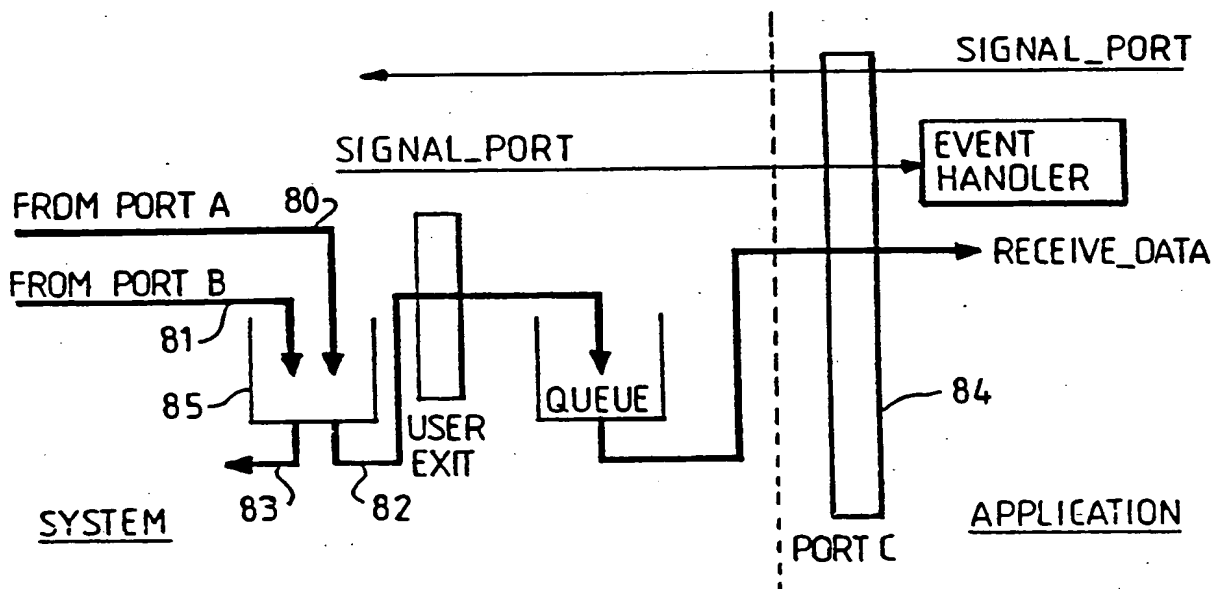 SIGNAL_PORT
SIGNAL_PORT
EVENT
HANDLER
FROM PORT A
80
RECEIVE_DATA
FROM PORT B
81
85
QUEUE
84
USER
EXIT
83
82
SYSTEM
APPLICATION
PORT C